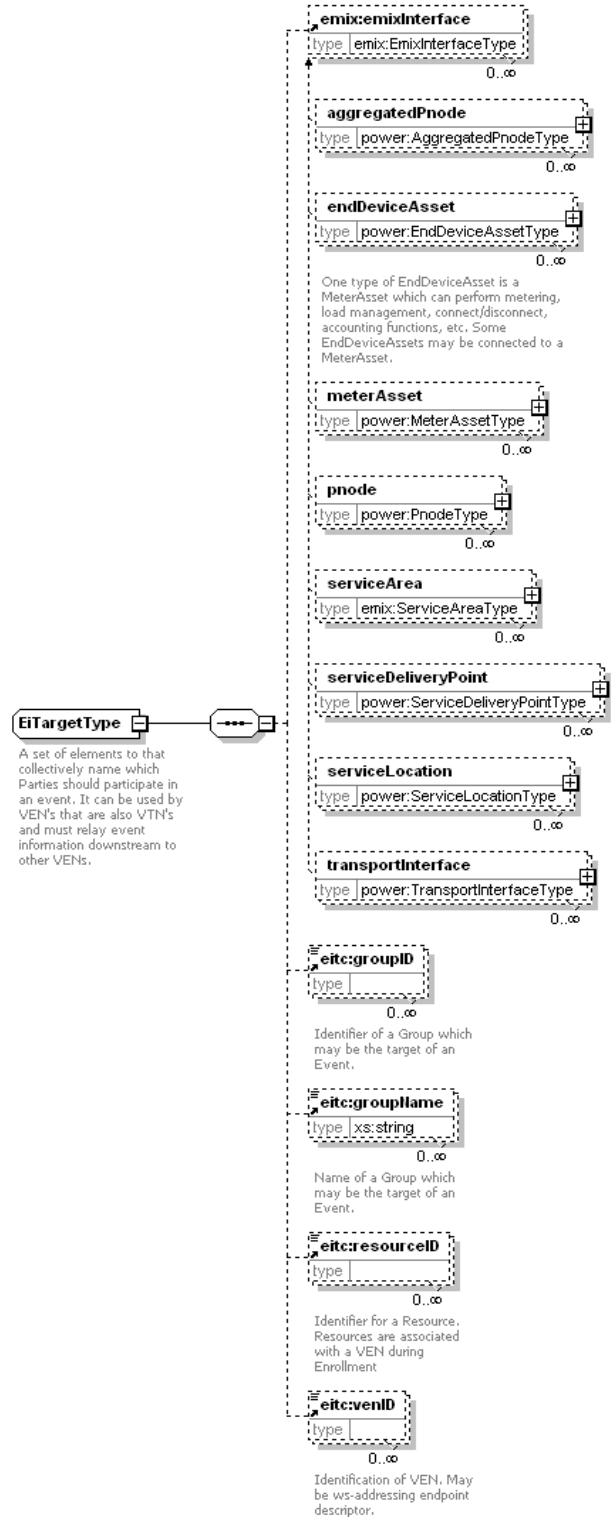 emix:emixInterface
type emix:EmixInterfaceType
0..∞
aggregatedPnode
type power:AggregatedPnodeType
0..∞
endDeviceAsset
type power:EndDeviceAssetType
0..∞
One type of EndDeviceAsset is a
MeterAsset which can perform metering,
load management, connect/disconnect,
accounting functions, etc. Some
EndDeviceAssets may be connected to a
MeterAsset.
meterAsset
type power:MeterAssetType
0..∞
pnode
type power:PnodeType
0..∞
serviceArea
type emix:ServiceAreaType
0..∞
serviceDeliveryPoint
type power:ServiceDeliveryPointType
0..∞
EiTargetType
A set of elements to that
collectively name which
Parties should participate in
an event. It can be used by
VEN's that are also VTN's
and must relay event
information downstream to
other VENs.
serviceLocation
type power:ServiceLocationType
0..∞
transportInterface
type power:TransportInterfaceType
0..∞
eitc:groupID
type
0..∞
Identifier of a Group which
may be the target of an
Event.
eitc:groupName
type xs:string
0..∞
Name of a Group which
may be the target of an
Event.
eitc:resourceID
type
0..∞
Identifier for a Resource.
Resources are associated
with a VEN during
Enrollment
eitc:venID
type
0..∞
Identification of VEN. May
be ws-addressing endpoint
descriptor.